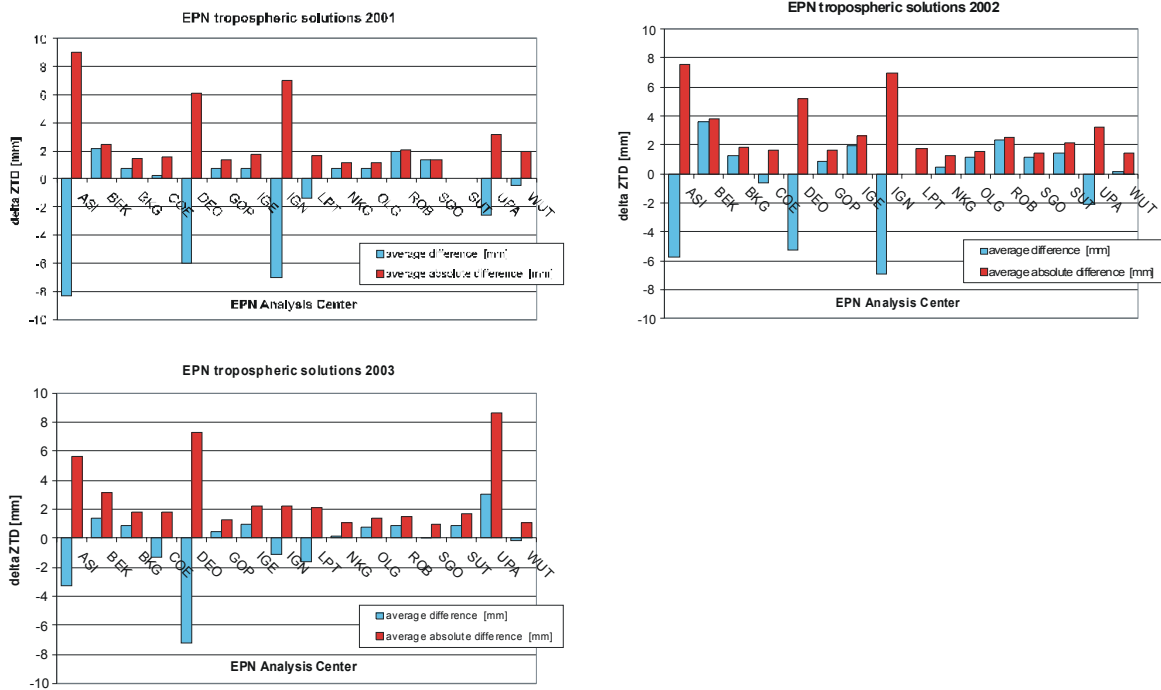 EPN tropospheric solutions 2001
10
8
6
4
2
0
-2
-4
-6
-8
-10
delta ZTD [mm]
ASI
BEK
BKG
COE
DEO
GOP
IGE
IGN
LPT
NKG
OLG
ROB
SGO
SUT
UPA
WUT
average difference [mm]
average absolute difference [mm]
EPN Analysis Center
EPN tropospheric solutions 2002
10
8
6
4
2
0
-2
-4
-6
-8
-10
delta ZTD [mm]
ASI
BEK
BKG
COE
DEO
GOP
IGE
IGN
LPT
NKG
OLG
ROB
SGO
SUT
UPA
WUT
average difference [mm]
average absolute difference [mm]
EPN Analysis Center
EPN tropospheric solutions 2003
10
8
6
4
2
0
-2
-4
-6
-8
-10
delta ZTD [mm]
ASI
BEK
BKG
COE
DEO
GOP
IGE
IGN
LPT
NKG
OLG
ROB
SGO
SUT
UPA
WUT
average difference [mm]
average absolute difference [mm]
EPN Analysis Center